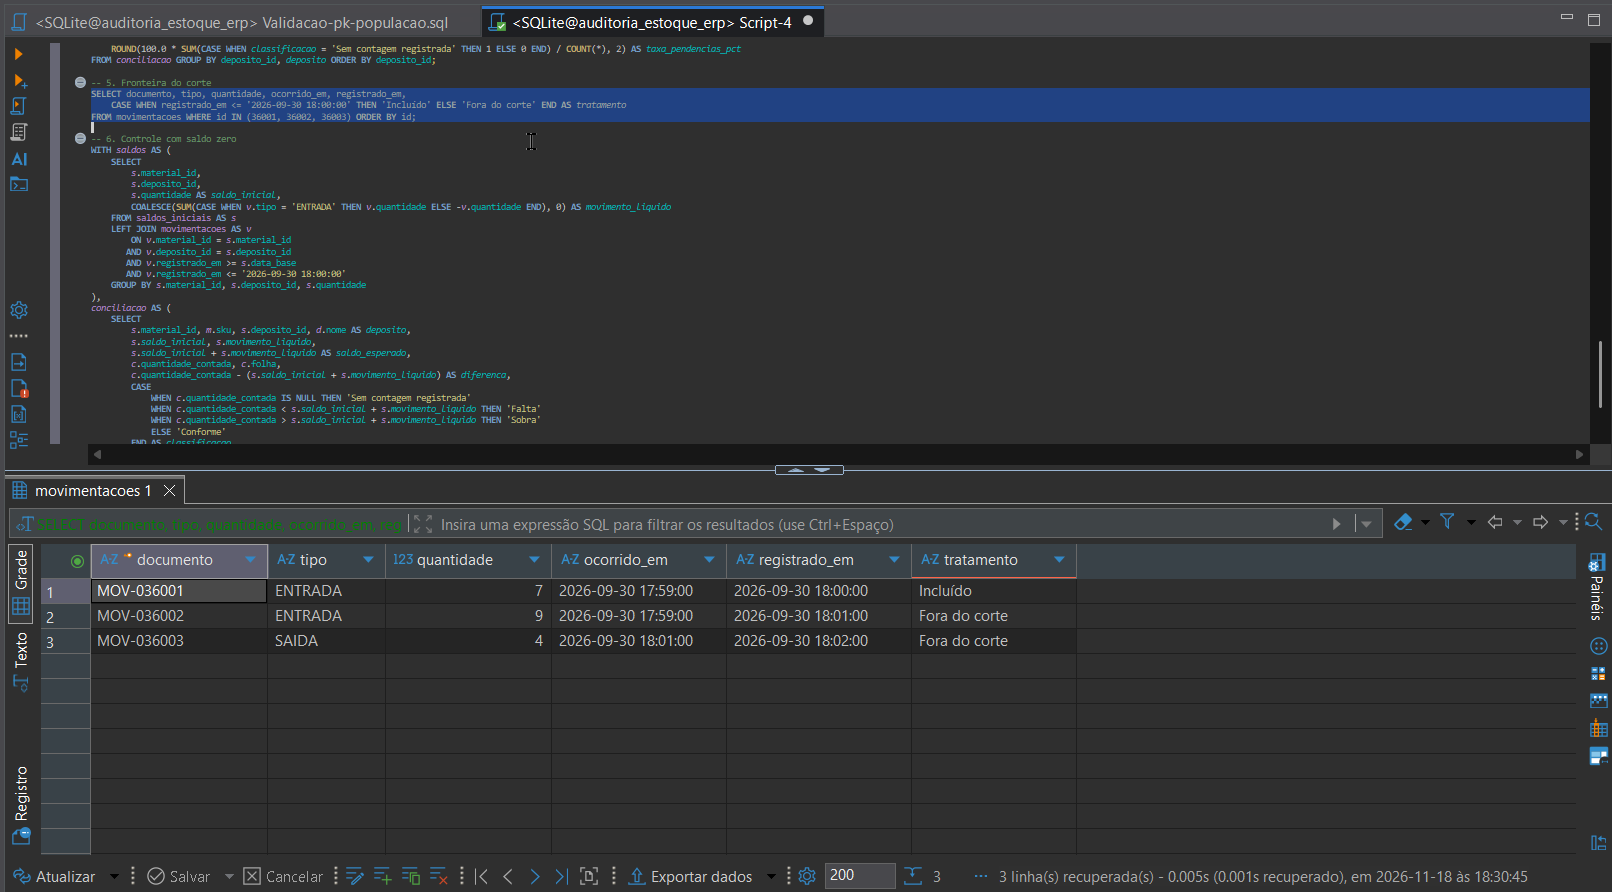 <SQLite@auditoria_estoque_erp> Validacao-pk-populacao.sql
<SQLite@auditoria_estoque_erp> Script-4
ROUND(100.0 * SUM(CASE WHEN classificacao = 'Sem contagem registrada' THEN 1 ELSE 0 END) / COUNT(*), 2) AS taxa_pendencias_pct
FROM conciliacao GROUP BY deposito_id, deposito ORDER BY deposito_id;
-- 5. Fronteira do corte
SELECT documento, tipo, quantidade, ocorrido_em, registrado_em,
CASE WHEN registrado_em <= '2026-09-30 18:00:00' THEN 'Incluído' ELSE 'Fora do corte' END AS tratamento
FROM movimentacoes WHERE id IN (36001, 36002, 36003) ORDER BY id;
-- 6. Controle com saldo zero
WITH saldos AS (
SELECT
s.material_id,
s.deposito_id,
s.quantidade AS saldo_inicial,
COALESCE(SUM(CASE WHEN v.tipo = 'ENTRADA' THEN v.quantidade ELSE -v.quantidade END), 0) AS movimento_liquido
FROM saldos_iniciais AS s
LEFT JOIN movimentacoes AS v
ON v.material_id = s.material_id
AND v.deposito_id = s.deposito_id
AND v.registrado_em >= s.data_base
AND v.registrado_em <= '2026-09-30 18:00:00'
GROUP BY s.material_id, s.deposito_id, s.quantidade
),
conciliacao AS (
SELECT
s.material_id, m.sku, s.deposito_id, d.nome AS deposito,
s.saldo_inicial, s.movimento_liquido,
s.saldo_inicial + s.movimento_liquido AS saldo_esperado,
c.quantidade_contada, c.folha,
c.quantidade_contada - (s.saldo_inicial + s.movimento_liquido) AS diferenca,
CASE
WHEN c.quantidade_contada IS NULL THEN 'Sem contagem registrada'
WHEN c.quantidade_contada < s.saldo_inicial + s.movimento_liquido THEN 'Falta'
WHEN c.quantidade_contada > s.saldo_inicial + s.movimento_liquido THEN 'Sobra'
ELSE 'Conforme'
END AS classificacao
AI
movimentacoes 1
SELECT documento, tipo, quantidade, ocorrido_em, reg
Insira uma expressão SQL para filtrar os resultados (use Ctrl+Espaço)
Grade
Texto
Registro
Painéis
A-Z documento A-Z tipo 123 quantidade A-Z ocorrido_em A-Z registrado_em A-Z tratamento
1 MOV-036001 ENTRADA 7 2026-09-30 17:59:00 2026-09-30 18:00:00 Incluído
2 MOV-036002 ENTRADA 9 2026-09-30 17:59:00 2026-09-30 18:01:00 Fora do corte
3 MOV-036003 SAIDA 4 2026-09-30 18:01:00 2026-09-30 18:02:00 Fora do corte
Atualizar Salvar Cancelar Exportar dados 200 3 ··· 3 linha(s) recuperada(s) - 0.005s (0.001s recuperado), em 2026-11-18 às 18:30:45